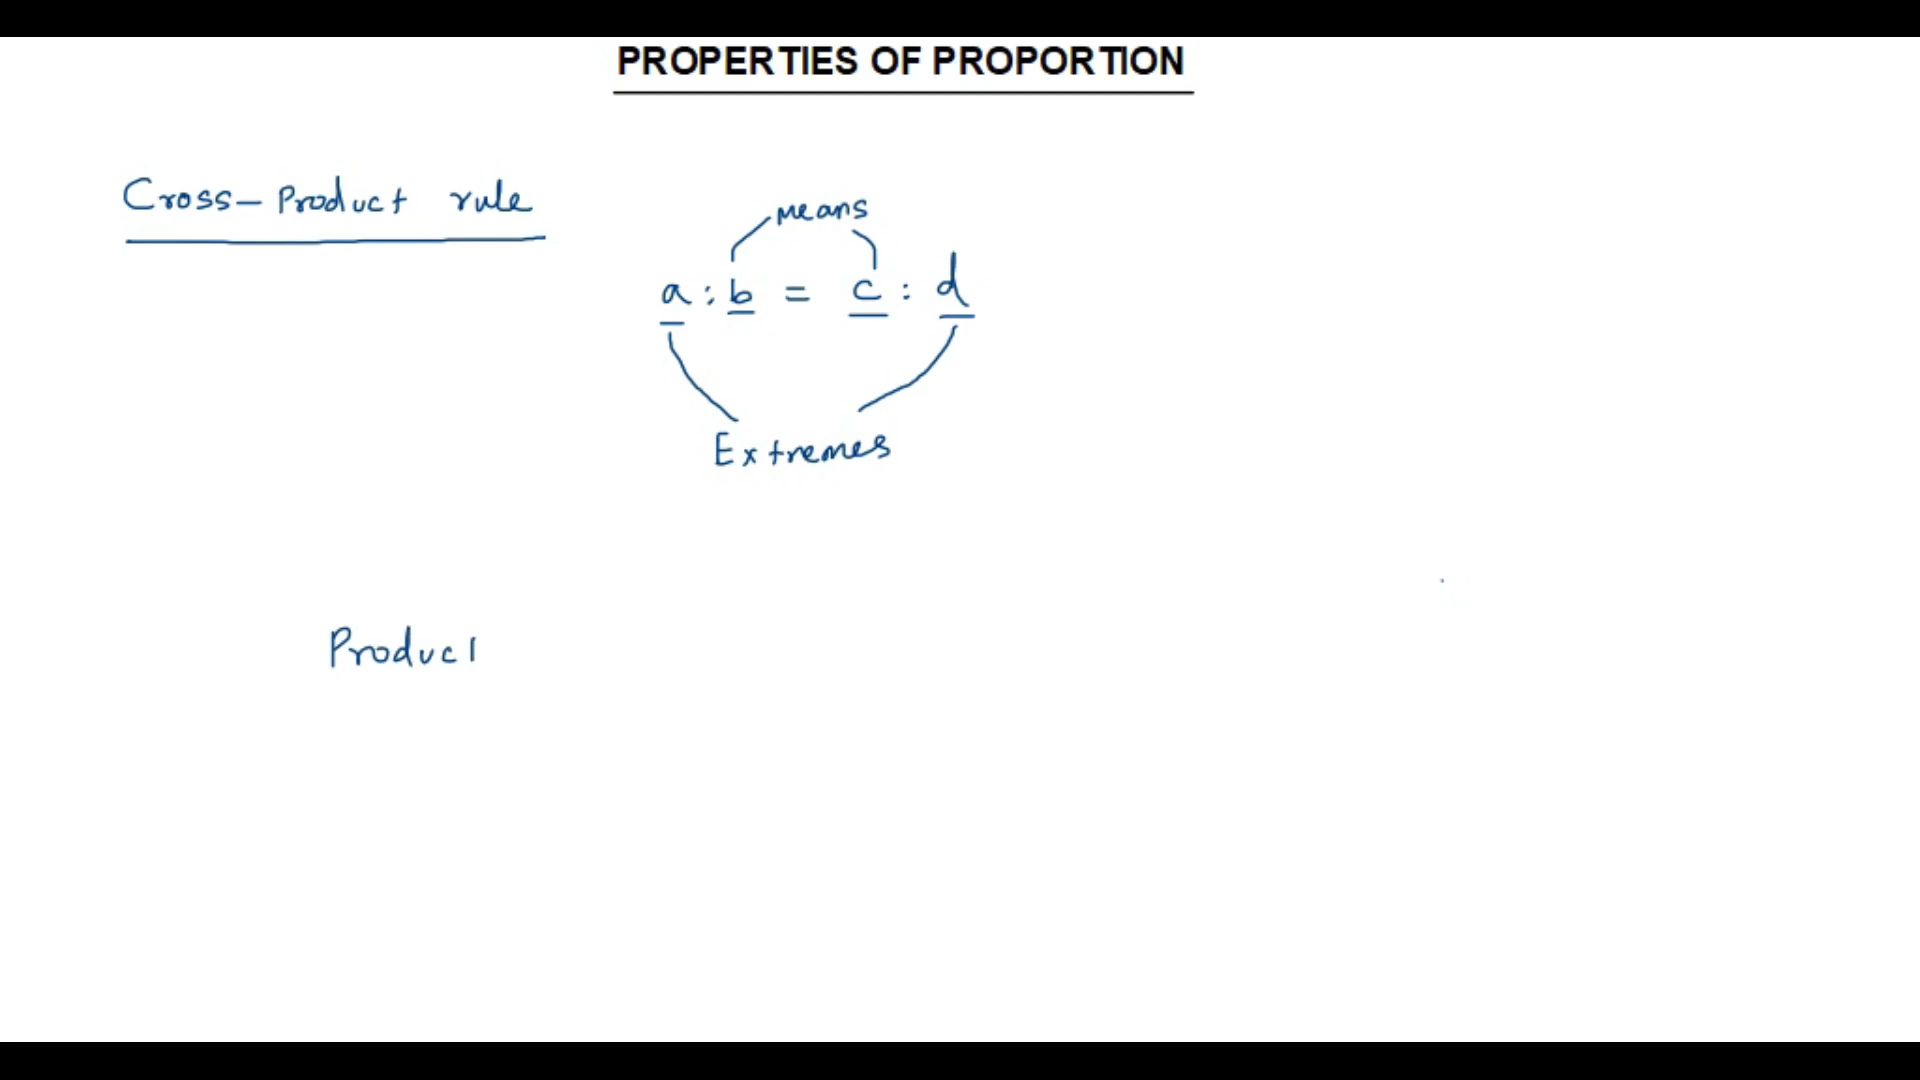 PROPERTIES OF PROPORTION
Cross-Product rule
means
a : b = c : d
Extremes
Product